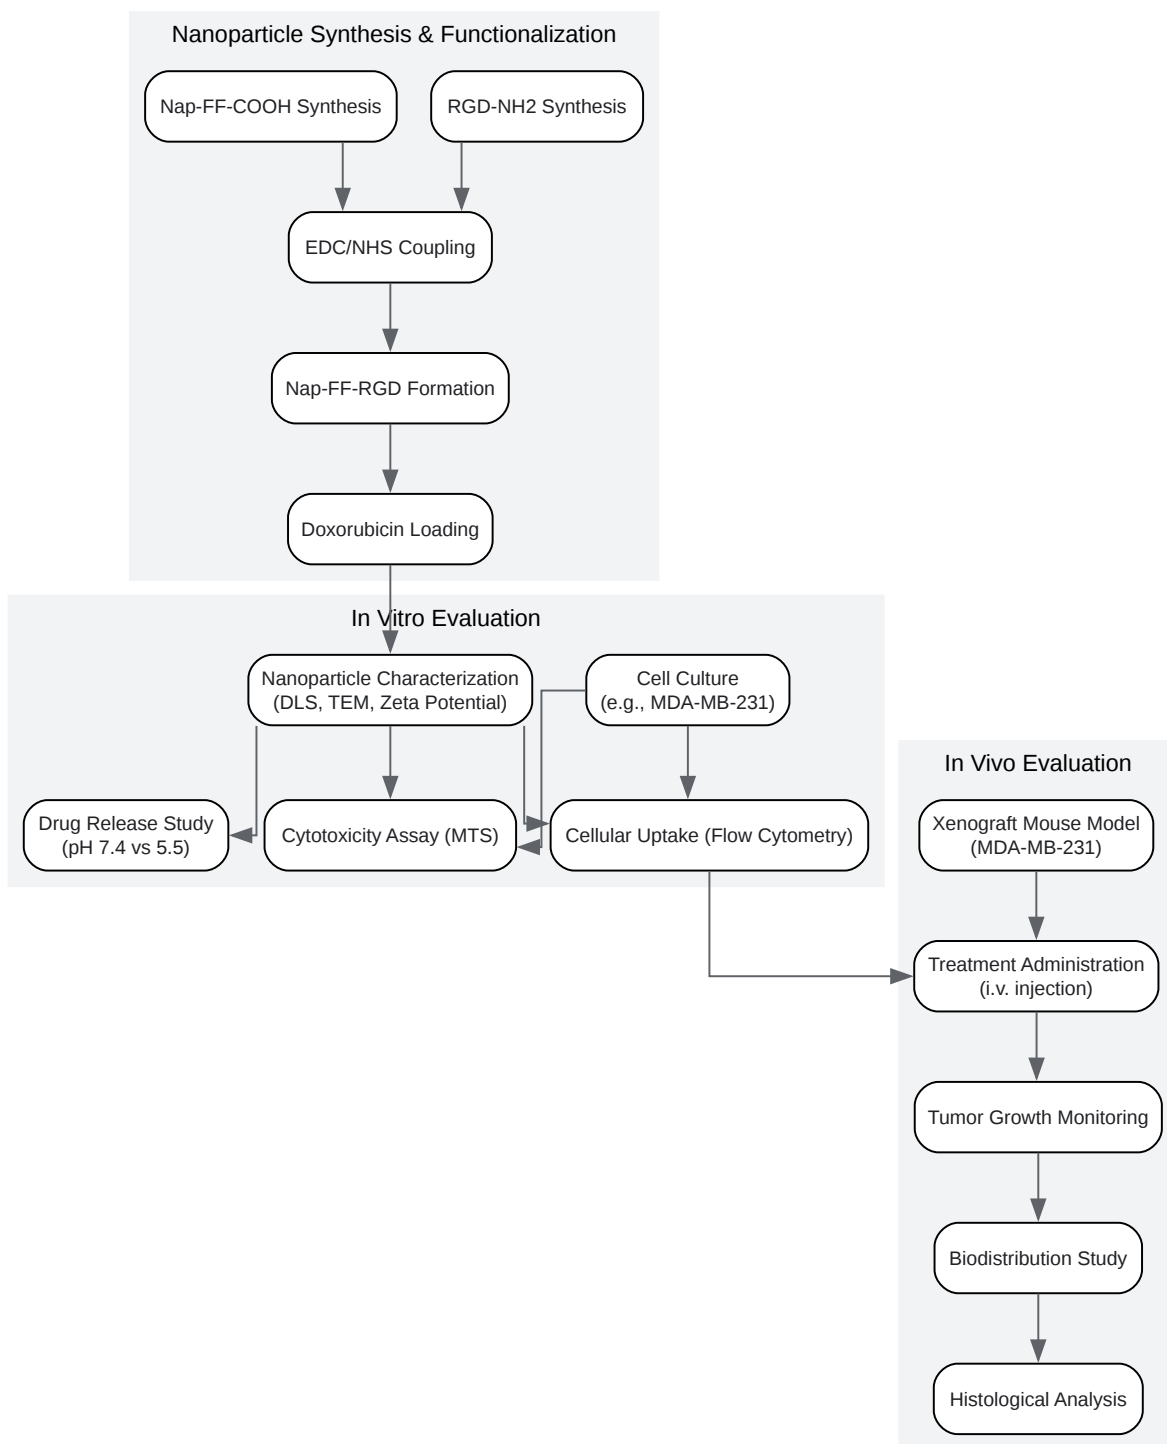 Nanoparticle Synthesis & Functionalization
Nap-FF-COOH Synthesis
RGD-NH2 Synthesis
EDC/NHS Coupling
Nap-FF-RGD Formation
Doxorubicin Loading
In Vitro Evaluation
Nanoparticle Characterization
(DLS, TEM, Zeta Potential)
Cell Culture
(e.g., MDA-MB-231)
Drug Release Study
(pH 7.4 vs 5.5)
Cytotoxicity Assay (MTS)
Cellular Uptake (Flow Cytometry)
In Vivo Evaluation
Xenograft Mouse Model
(MDA-MB-231)
Treatment Administration
(i.v. injection)
Tumor Growth Monitoring
Biodistribution Study
Histological Analysis